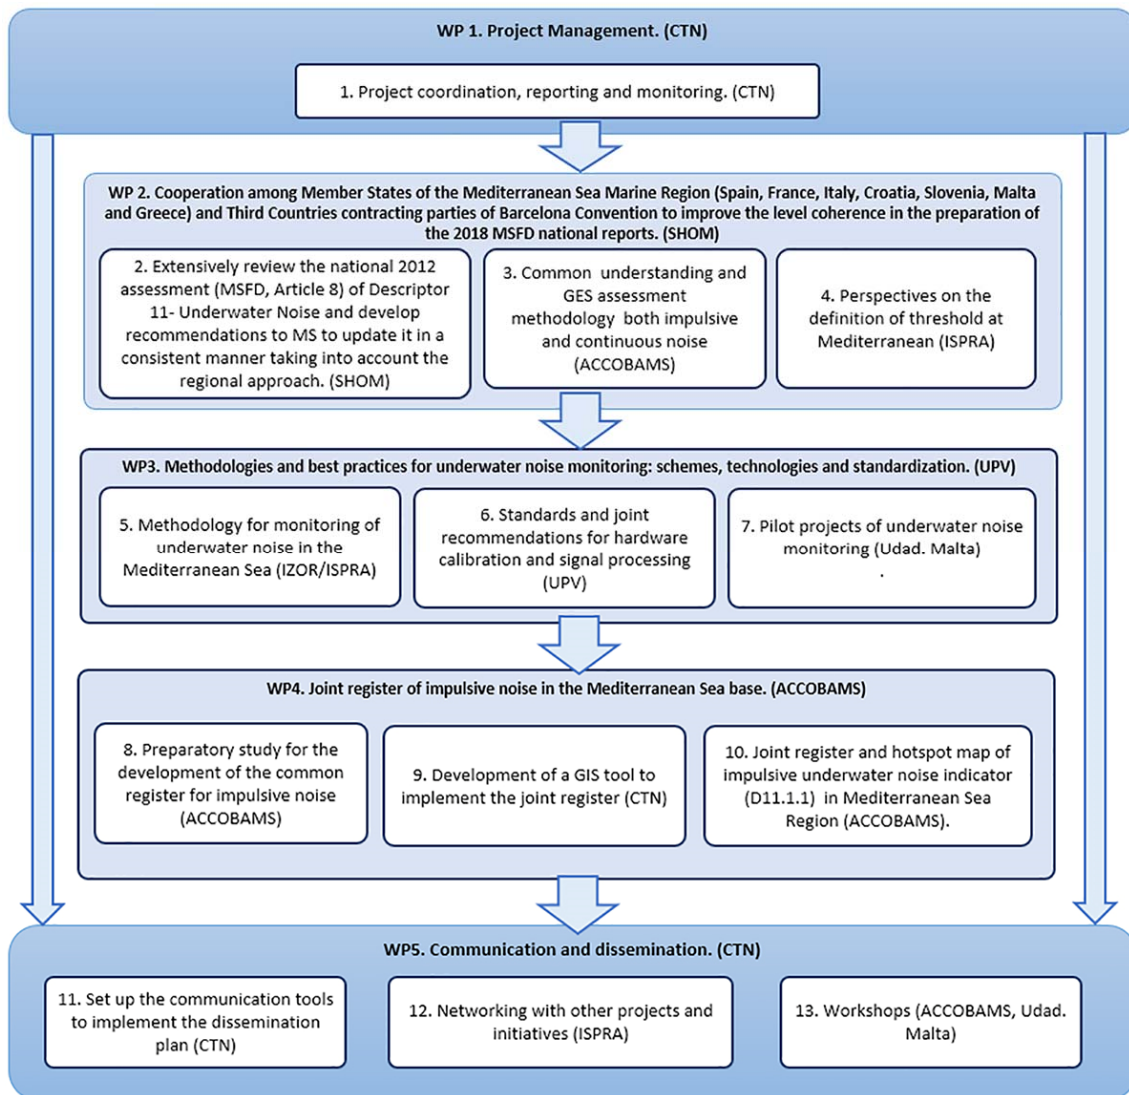 WP 1. Project Management. (CTN)
1. Project coordination, reporting and monitoring. (CTN)
WP 2. Cooperation among Member States of the Mediterranean Sea Marine Region (Spain, France, Italy, Croatia, Slovenia, Malta
and Greece) and Third Countries contracting parties of Barcelona Convention to improve the level coherence in the preparation of
the 2018 MSFD national reports. (SHOM)
2. Extensively review the national 2012
assessment (MSFD, Article 8) of Descriptor
11- Underwater Noise and develop
recommendations to MS to update it in a
consistent manner taking into account the
regional approach. (SHOM)
3. Common understanding and
GES assessment
methodology both impulsive
and continuous noise
(ACCOBAMS)
4. Perspectives on the
definition of threshold at
Mediterranean (ISPRA)
WP3. Methodologies and best practices for underwater noise monitoring: schemes, technologies and standardization. (UPV)
5. Methodology for monitoring of
underwater noise in the
Mediterranean Sea (IZOR/ISPRA)
6. Standards and joint
recommendations for hardware
calibration and signal processing
(UPV)
7. Pilot projects of underwater noise
monitoring (Udad. Malta)
.
WP4. Joint register of impulsive noise in the Mediterranean Sea base. (ACCOBAMS)
8. Preparatory study for the
development of the common
register for impulsive noise
(ACCOBAMS)
9. Development of a GIS tool to
implement the joint register (CTN)
10. Joint register and hotspot map of
impulsive underwater noise indicator
(D11.1.1) in Mediterranean Sea
Region (ACCOBAMS).
WP5. Communication and dissemination. (CTN)
11. Set up the communication tools
to implement the dissemination
plan (CTN)
12. Networking with other projects and
initiatives (ISPRA)
13. Workshops (ACCOBAMS, Udad.
Malta)